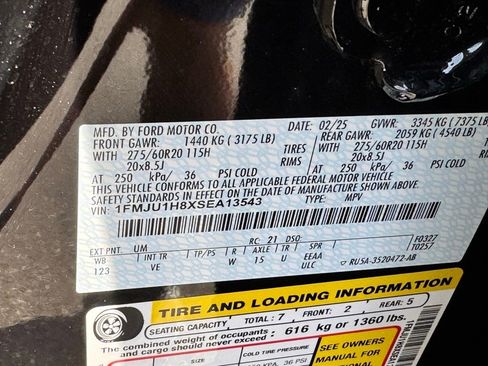 MFD. BY FORD MOTOR CO.
DATE: 02/25 GVWR: 3345 KG (7375 LB)
FRONT GAWR: 1440 KG (3175 LB) REAR GAWR: 2059 KG (4540 LB)
WITH 275/60R20 115H TIRES WITH 275/60R20 115H
20x8.5J RIMS 20x8.5J
AT 250 kPa/ 36 PSI COLD AT 250 kPa/ 36 PSI COLD
THIS VEHICLE CONFORMS TO ALL APPLICABLE FEDERAL MOTOR VEHICLE
SAFETY STANDARDS IN EFFECT ON THE DATE OF MANUFACTURE SHOWN ABOVE.
VIN: 1FMJU1H8XSEA13543 TYPE: MPV
EXT PNT: UM RC: 21 DSO: F0327
WB INT TR TP/PS R AXLE TR SPR T0257
123 VE W 15 U EEAA
ULC RU5A-3520472-AB
TIRE AND LOADING INFORMATION
SEATING CAPACITY TOTAL: 7 FRONT: 2 REAR: 5
The combined weight of occupants
and cargo should never exceed: 616 kg or 1360 lbs.
SIZE COLD TIRE PRESSURE SEE OWNERS
MANUAL FOR
36 PSI